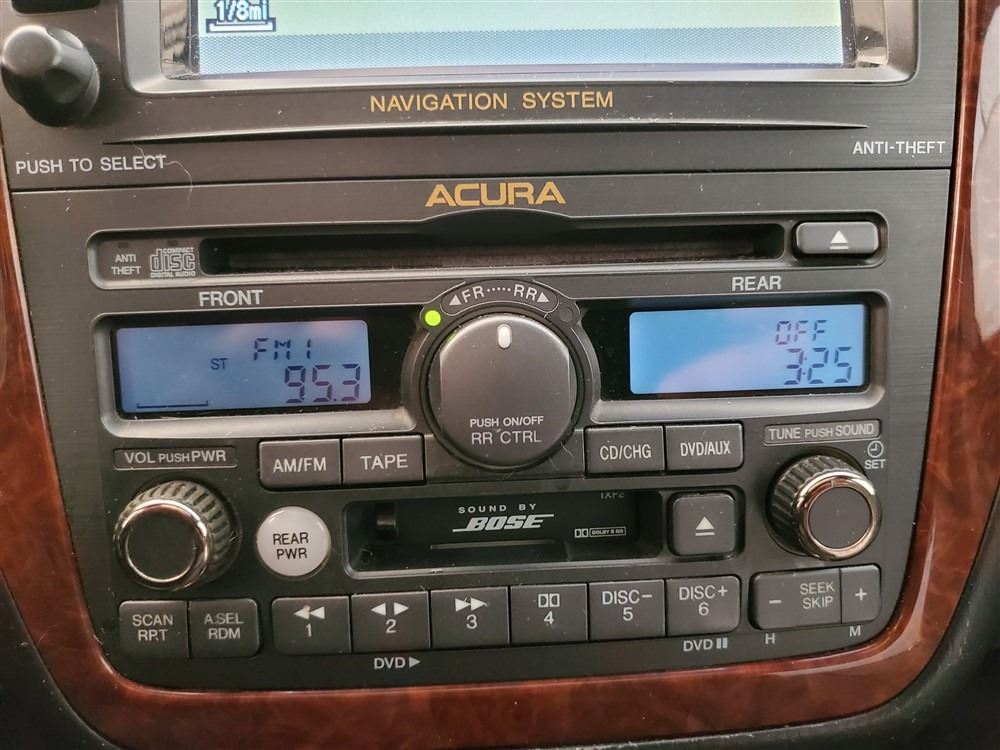 1/8mi
NAVIGATION SYSTEM
PUSH TO SELECT
ANTI-THEFT
ACURA
ANTI THEFT
COMPACT
disc
DIGITAL AUDIO
FRONT
◀FR·····RR▶
REAR
FM1
ST
95.3
OFF
3:25
PUSH ON/OFF
RR CTRL
VOL PUSH PWR
AM/FM
TAPE
CD/CHG
DVD/AUX
TUNE PUSH SOUND
SET
REAR PWR
SOUND BY
BOSE
TXF2
DOLBY B NR
SCAN
RPT
A.SEL
RDM
1
2
3
4
DISC-
5
DISC+
6
-
SEEK
SKIP
+
DVD▶
DVD❚❚
H
M